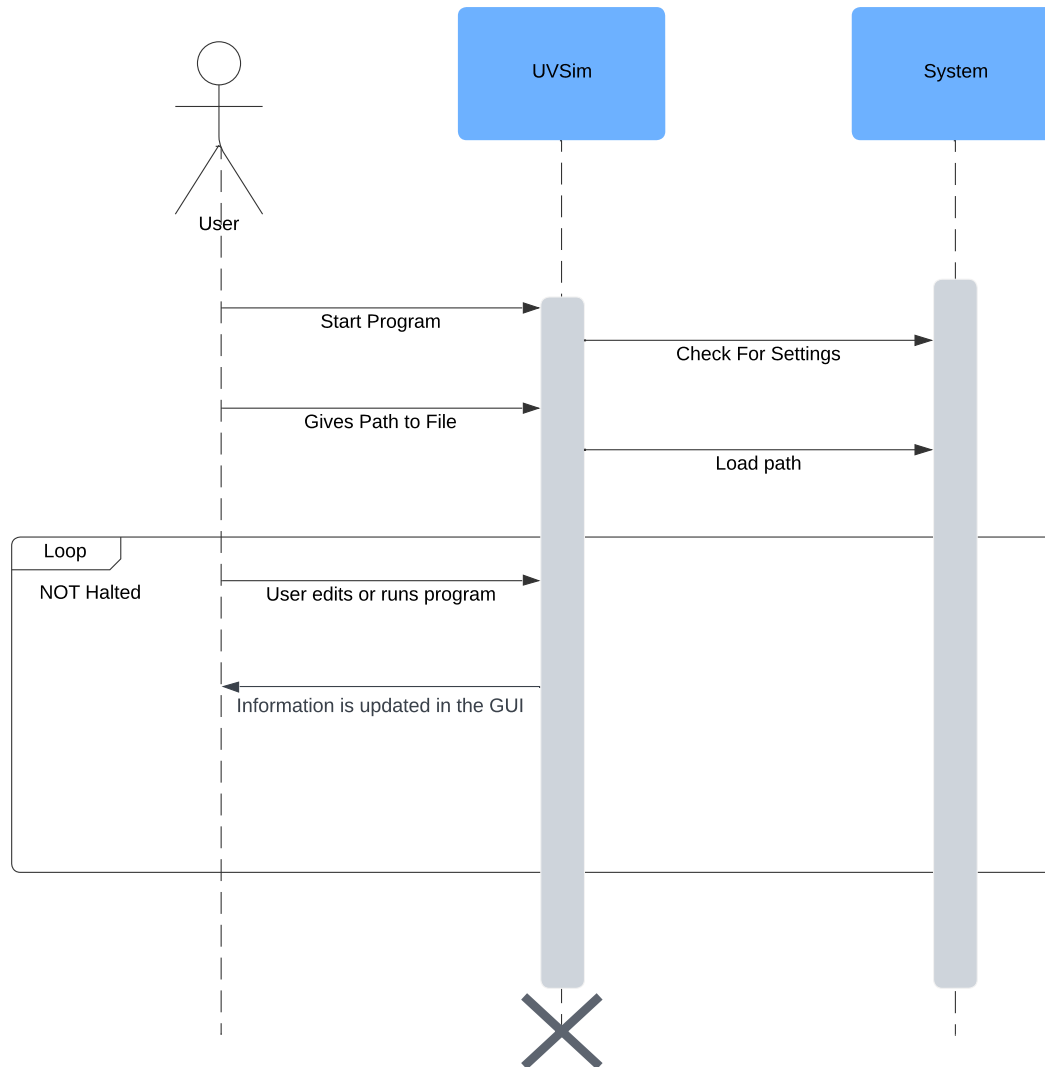 UVSim
System
User
Start Program
Check For Settings
Gives Path to File
Load path
Loop
NOT Halted
User edits or runs program
Information is updated in the GUI